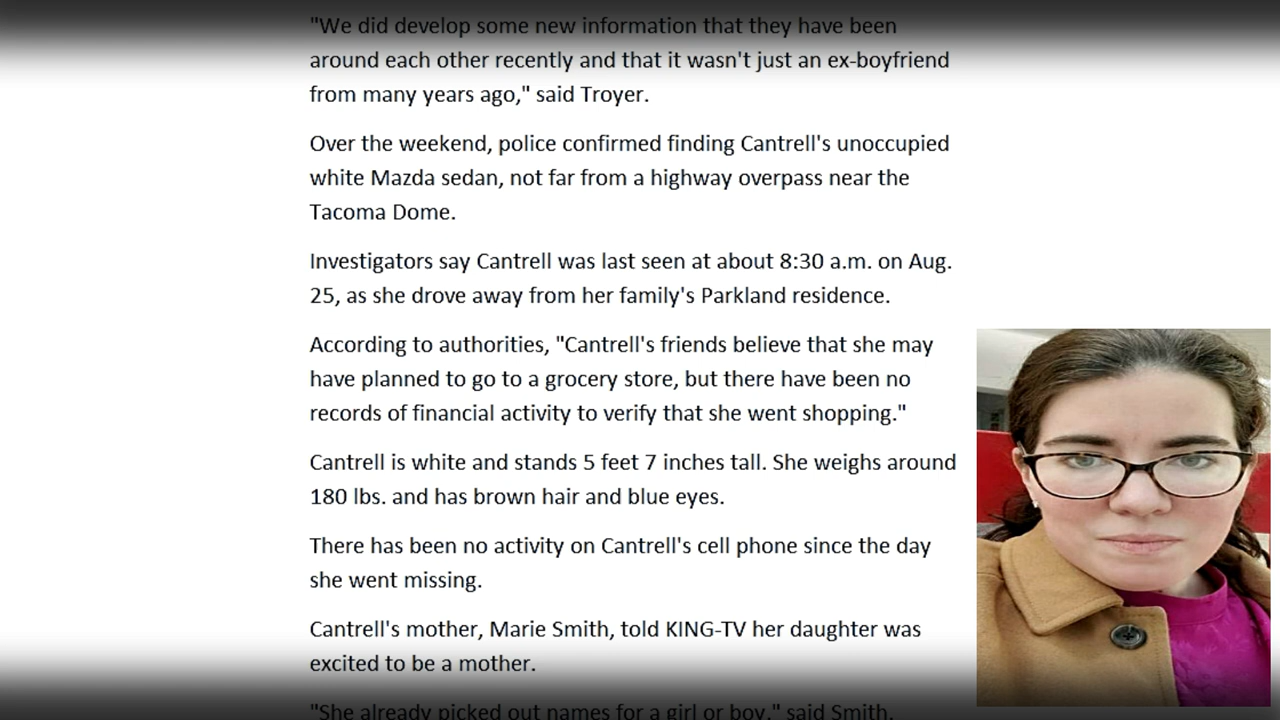 "We did develop some new information that they have been
around each other recently and that it wasn't just an ex-boyfriend
from many years ago," said Troyer.
Over the weekend, police confirmed finding Cantrell's unoccupied
white Mazda sedan, not far from a highway overpass near the
Tacoma Dome.
Investigators say Cantrell was last seen at about 8:30 a.m. on Aug.
25, as she drove away from her family's Parkland residence.
According to authorities, "Cantrell's friends believe that she may
have planned to go to a grocery store, but there have been no
records of financial activity to verify that she went shopping."
Cantrell is white and stands 5 feet 7 inches tall. She weighs around
180 lbs. and has brown hair and blue eyes.
There has been no activity on Cantrell's cell phone since the day
she went missing.
Cantrell's mother, Marie Smith, told KING-TV her daughter was
excited to be a mother.
"She already picked out names for a girl or boy," said Smith.